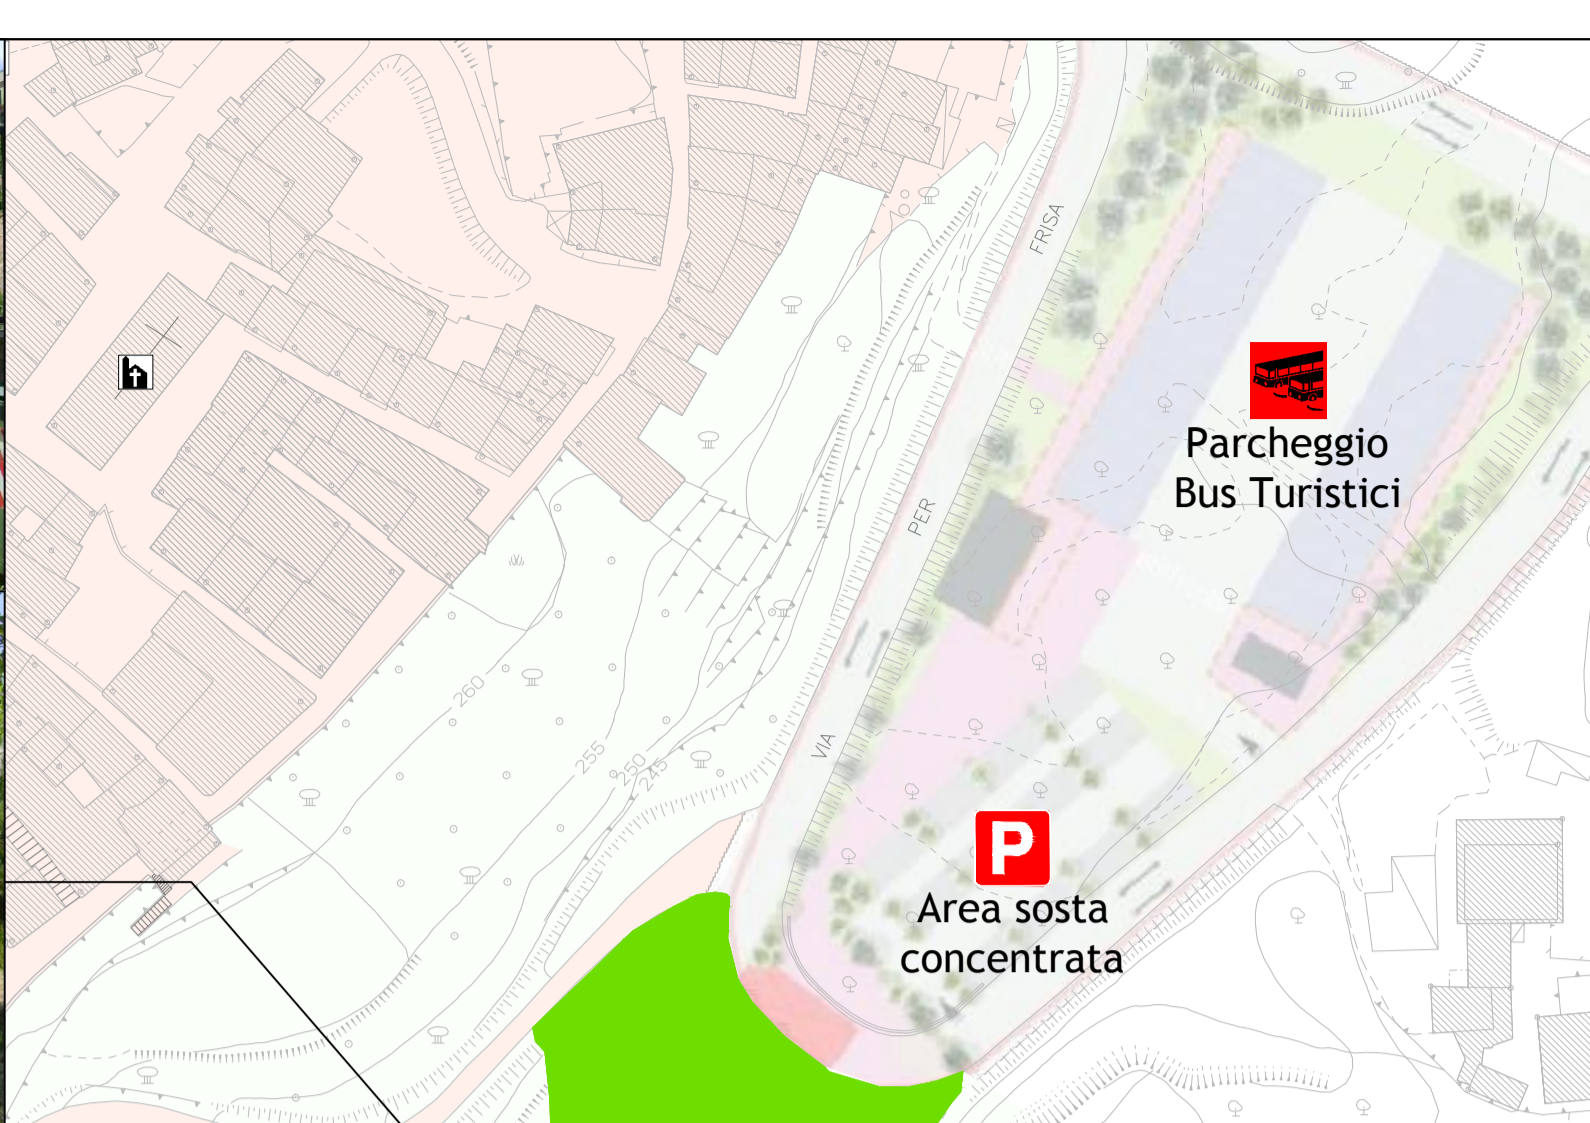 FRISA
Parcheggio
Bus Turistici
PER
260
VIA
255
250
245
P
Area sosta
concentrata